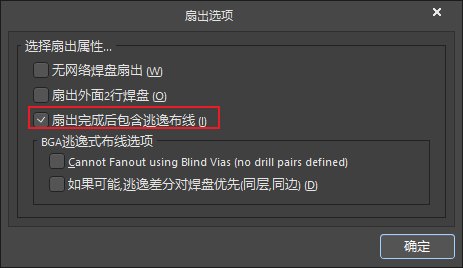 扇出选项
选择扇出属性...
无网络焊盘扇出 (W)
扇出外面2行焊盘 (O)
扇出完成后包含逃逸布线 (I)
BGA逃逸式布线选项
Cannot Fanout using Blind Vias (no drill pairs defined)
如果可能,逃逸差分对焊盘优先(同层,同边) (D)
确定